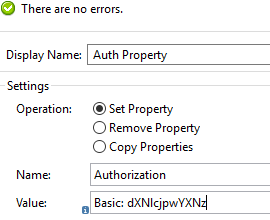 There are no errors.
Display Name: Auth Property
Settings
Operation: Set Property
Remove Property
Copy Properties
Name: Authorization
Value: Basic: dXNlcjpwYXNz